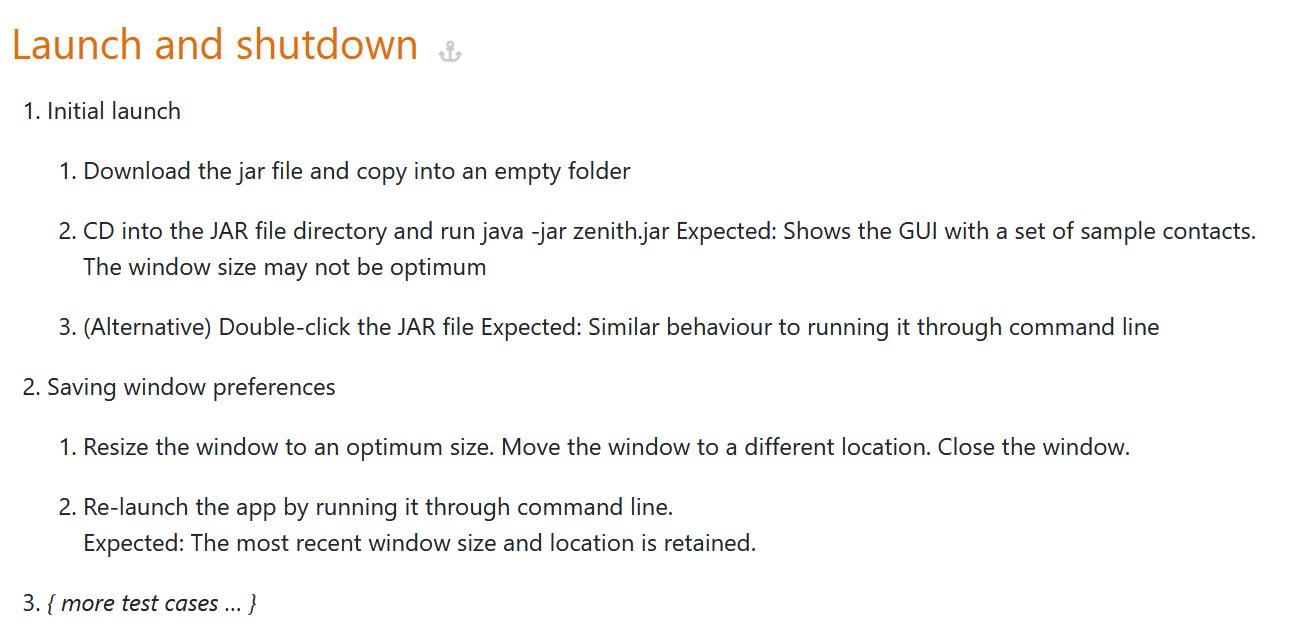 Launch and shutdown
1. Initial launch
1. Download the jar file and copy into an empty folder
2. CD into the JAR file directory and run java -jar zenith.jar Expected: Shows the GUI with a set of sample contacts.
The window size may not be optimum
3. (Alternative) Double-click the JAR file Expected: Similar behaviour to running it through command line
2. Saving window preferences
1. Resize the window to an optimum size. Move the window to a different location. Close the window.
2. Re-launch the app by running it through command line.
Expected: The most recent window size and location is retained.
3. { more test cases … }